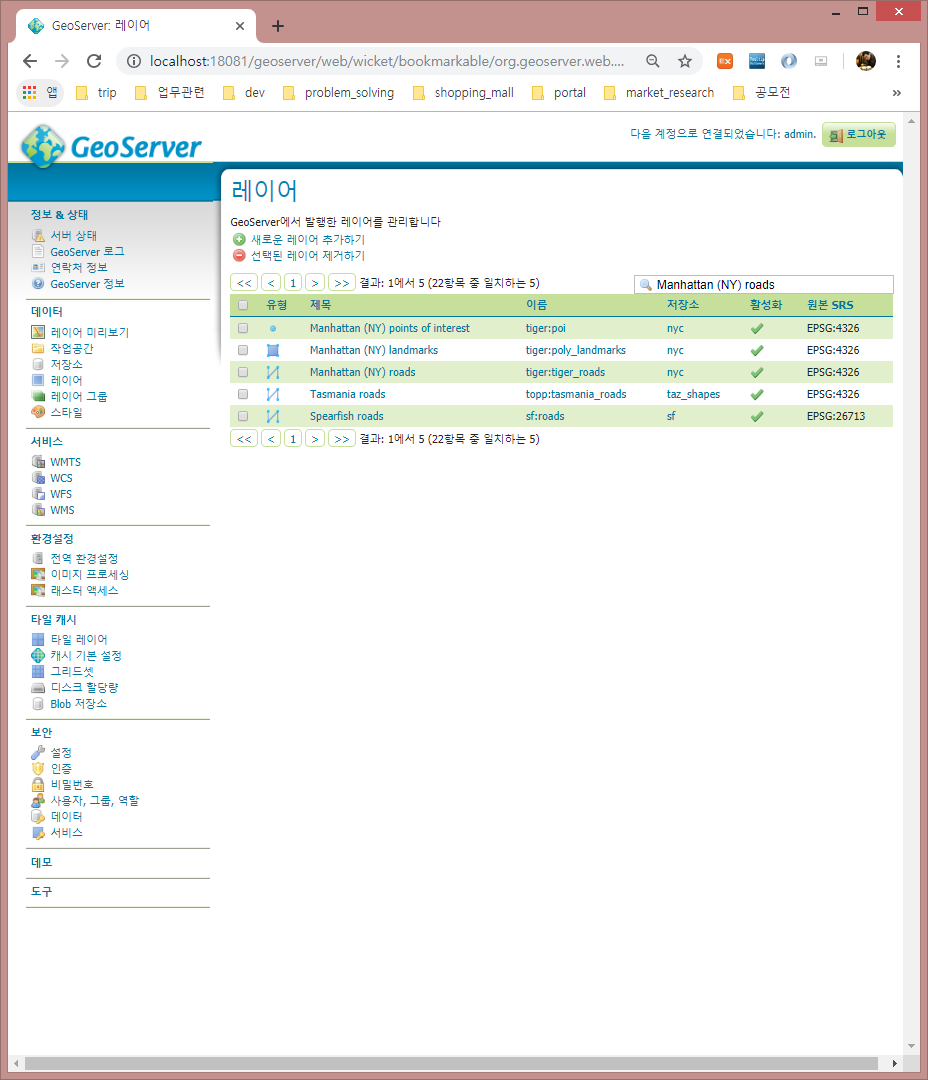 GeoServer: 레이어
localhost:18081/geoserver/web/wicket/bookmarkable/org.geoserver.web....
앱 trip 업무관련 dev problem_solving shopping_mall portal market_research 공모전 »
GeoServer
다음 계정으로 연결되었습니다: admin. 로그아웃
정보 & 상태
서버 상태
GeoServer 로그
연락처 정보
GeoServer 정보
데이터
레이어 미리보기
작업공간
저장소
레이어
레이어 그룹
스타일
서비스
WMTS
WCS
WFS
WMS
환경설정
전역 환경설정
이미지 프로세싱
래스터 액세스
타일 캐시
타일 레이어
캐시 기본 설정
그리드셋
디스크 할당량
Blob 저장소
보안
설정
인증
비밀번호
사용자, 그룹, 역할
데이터
서비스
데모
도구
레이어
GeoServer에서 발행한 레이어를 관리합니다
새로운 레이어 추가하기
선택된 레이어 제거하기
<< < 1 > >> 결과: 1에서 5 (22항목 중 일치하는 5) Manhattan (NY) roads
유형 제목 이름 저장소 활성화 원본 SRS
Manhattan (NY) points of interest tiger:poi nyc EPSG:4326
Manhattan (NY) landmarks tiger:poly_landmarks nyc EPSG:4326
Manhattan (NY) roads tiger:tiger_roads nyc EPSG:4326
Tasmania roads topp:tasmania_roads taz_shapes EPSG:4326
Spearfish roads sf:roads sf EPSG:26713
<< < 1 > >> 결과: 1에서 5 (22항목 중 일치하는 5)